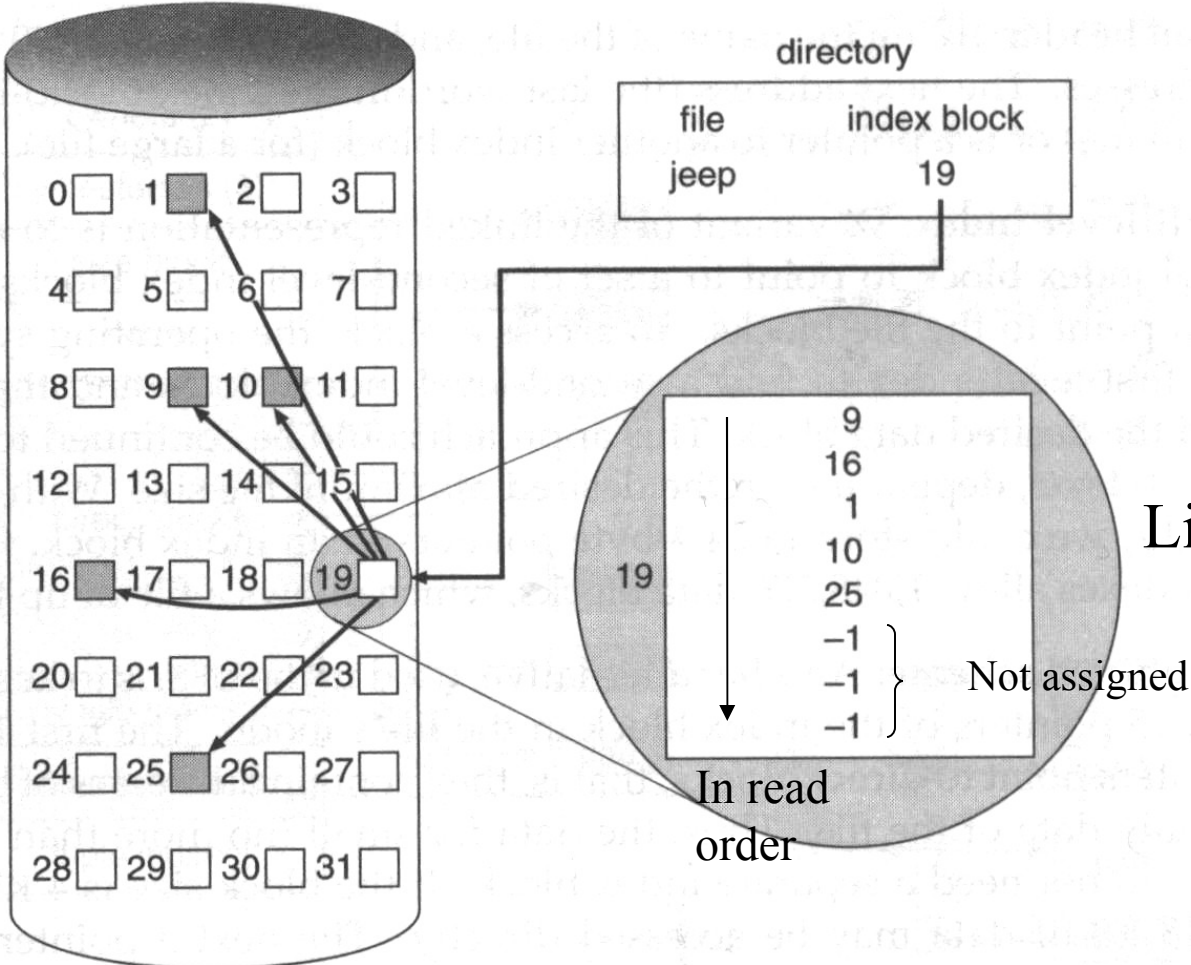 directory
file index block
jeep 19
0 1 2 3
4 5 6 7
8 9 10 11
12 13 14 15
16 17 18 19
20 21 22 23
24 25 26 27
28 29 30 31
19
9
16
1
10
25
–1
–1
–1
Not assigned
In read
order
Li